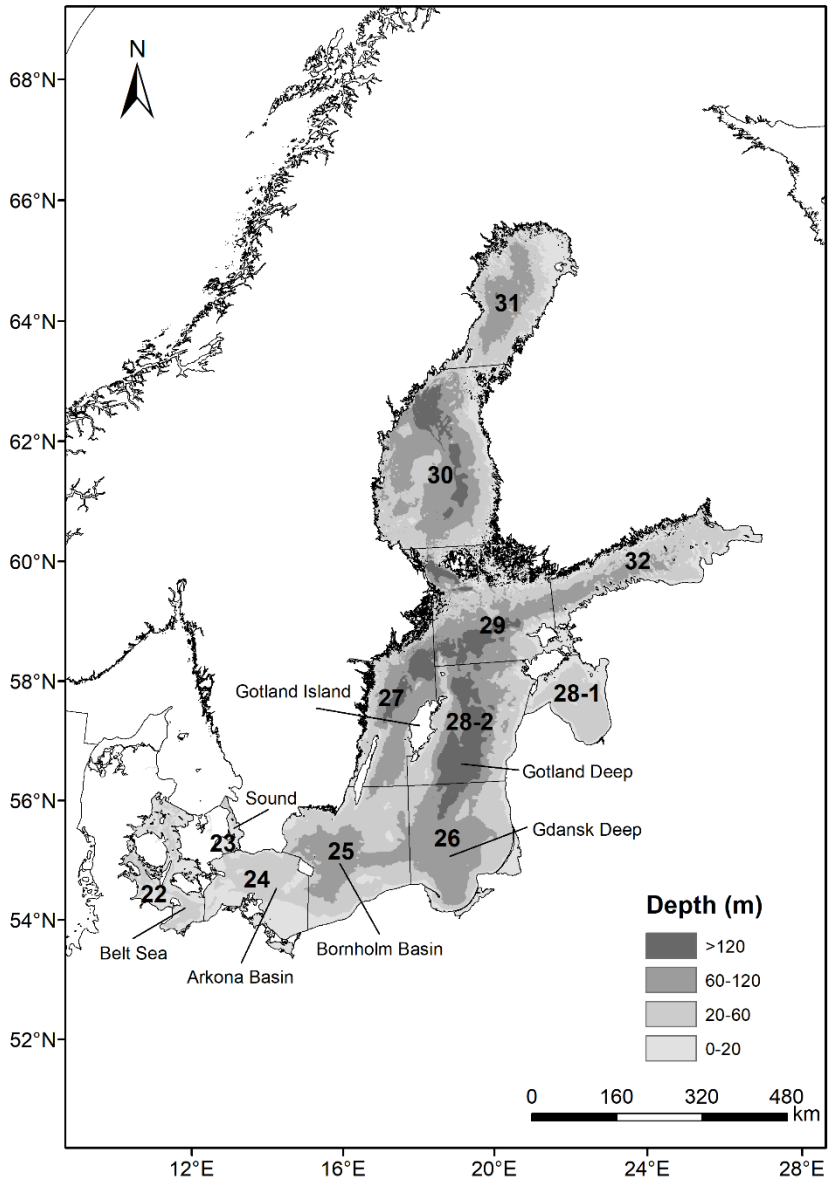 N
68°N
66°N
64°N
62°N
60°N
58°N
56°N
54°N
52°N
31
30
32
29
Gotland Island
27
28-2
28-1
Gotland Deep
Sound
Gdansk Deep
23
25
26
22
24
Belt Sea
Arkona Basin
Bornholm Basin
Depth (m)
>120
60-120
20-60
0-20
0 160 320 480
km
12°E 16°E 20°E 24°E 28°E